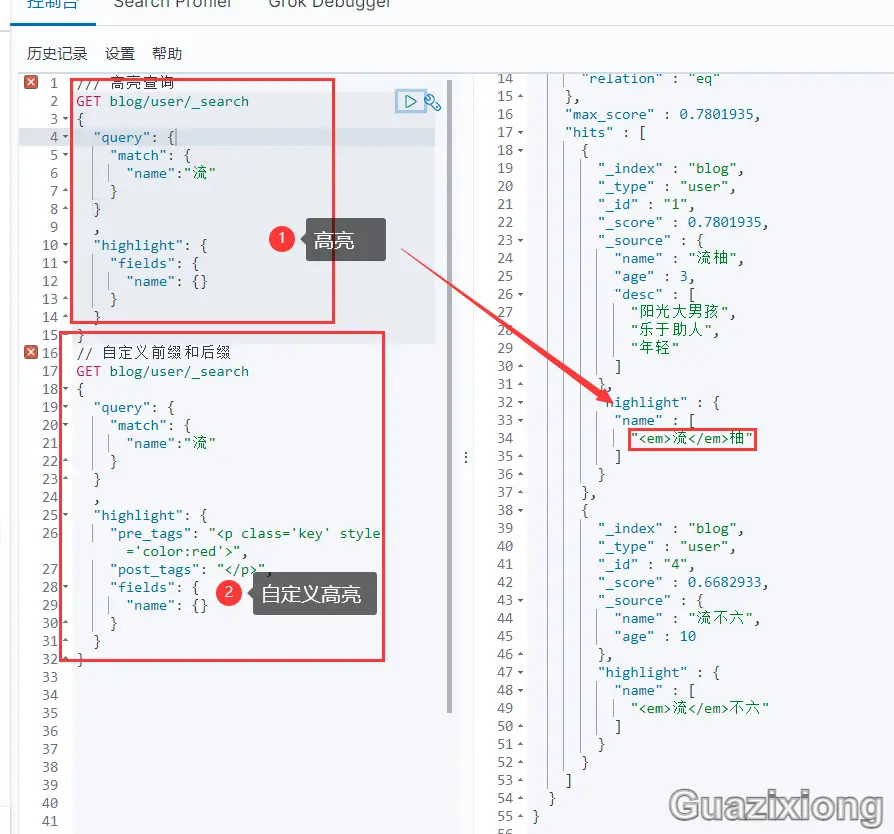 控制台 Search Profiler Grok Debugger
历史记录 设置 帮助
1 /// 高亮查询
2 GET blog/user/_search
3 {
4 "query": {
5 "match": {
6 "name":"流"
7 }
8 }
9 ,
10 "highlight": {
11 "fields": {
12 "name": {}
13 }
14 }
15 }
16 // 自定义前缀和后缀
17 GET blog/user/_search
18 {
19 "query": {
20 "match": {
21 "name":"流"
22 }
23 }
24 ,
25 "highlight": {
26 "pre_tags": "<p class='key' style
='color:red'>",
27 "post_tags": "</p>",
28 "fields": {
29 "name": {}
30 }
31 }
32 }
33
34
35
36
37
38
39
40
41
1 高亮
2 自定义高亮
14 "relation" : "eq"
15 },
16 "max_score" : 0.7801935,
17 "hits" : [
18 {
19 "_index" : "blog",
20 "_type" : "user",
21 "_id" : "1",
22 "_score" : 0.7801935,
23 "_source" : {
24 "name" : "流柚",
25 "age" : 3,
26 "desc" : [
27 "阳光大男孩",
28 "乐于助人",
29 "年轻"
30 ]
31 },
32 "highlight" : {
33 "name" : [
34 "<em>流</em>柚"
35 ]
36 }
37 },
38 {
39 "_index" : "blog",
40 "_type" : "user",
41 "_id" : "4",
42 "_score" : 0.6682933,
43 "_source" : {
44 "name" : "流不六",
45 "age" : 10
46 },
47 "highlight" : {
48 "name" : [
49 "<em>流</em>不六"
50 ]
51 }
52 }
53 ]
54 }
55 }
56
Guazixiong